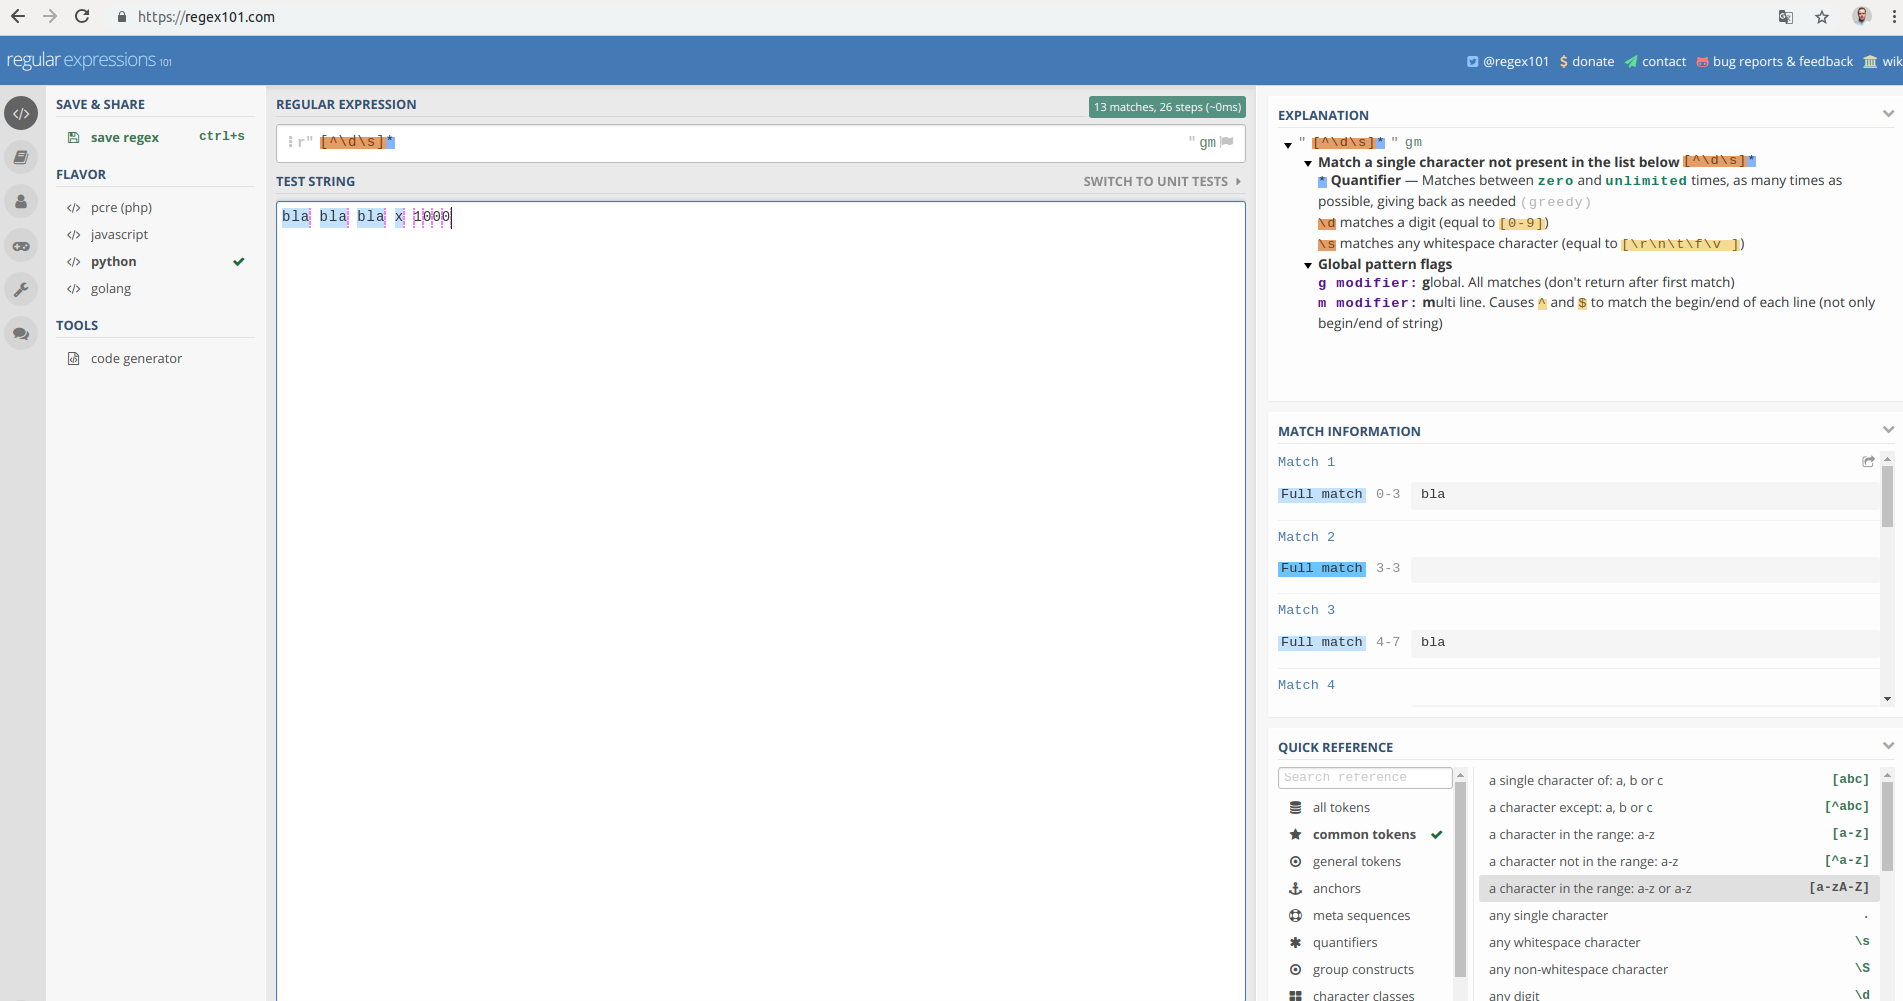 https://regex101.com
regular expressions 101
@regex101 $ donate contact bug reports & feedback wik
SAVE & SHARE
save regex ctrl+s
FLAVOR
</> pcre (php)
</> javascript
</> python
</> golang
TOOLS
code generator
REGULAR EXPRESSION
13 matches, 26 steps (~0ms)
r" [^\d\s]* " gm
TEST STRING
SWITCH TO UNIT TESTS
bla bla bla x 1000
EXPLANATION
" [^\d\s]* " gm
Match a single character not present in the list below [^\d\s]*
* Quantifier — Matches between zero and unlimited times, as many times as
possible, giving back as needed (greedy)
\d matches a digit (equal to [0-9])
\s matches any whitespace character (equal to [\r\n\t\f\v ])
Global pattern flags
g modifier: global. All matches (don't return after first match)
m modifier: multi line. Causes ^ and $ to match the begin/end of each line (not only
begin/end of string)
MATCH INFORMATION
Match 1
Full match 0-3 bla
Match 2
Full match 3-3
Match 3
Full match 4-7 bla
Match 4
QUICK REFERENCE
Search reference
all tokens
common tokens
general tokens
anchors
meta sequences
quantifiers
group constructs
character classes
a single character of: a, b or c [abc]
a character except: a, b or c [^abc]
a character in the range: a-z [a-z]
a character not in the range: a-z [^a-z]
a character in the range: a-z or a-z [a-zA-Z]
any single character .
any whitespace character \s
any non-whitespace character \S
any digit \d